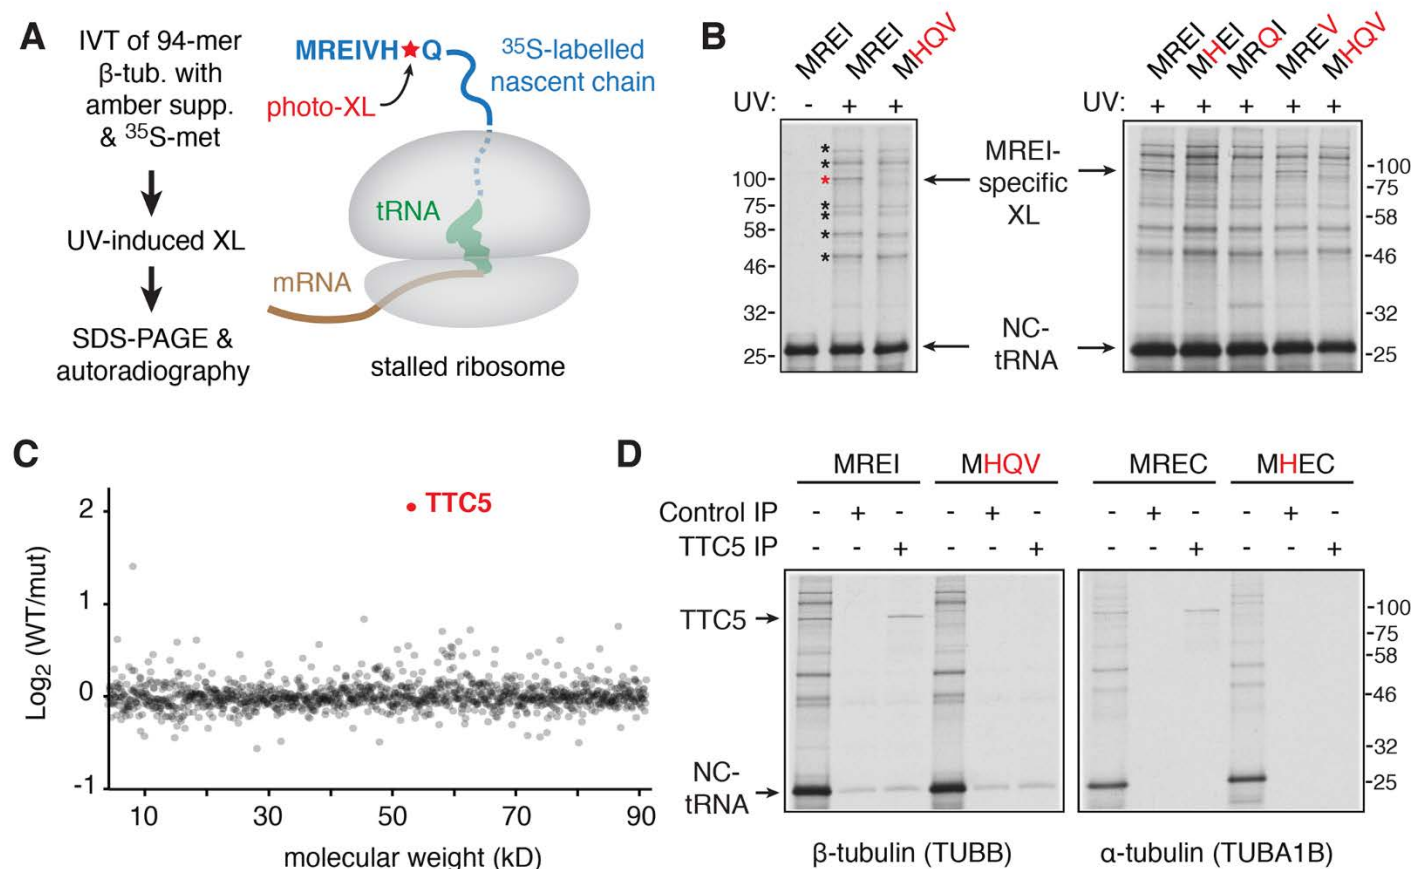 A
IVT of 94-mer
β-tub. with
amber supp.
& ³⁵S-met
UV-induced XL
SDS-PAGE &
autoradiography
MREIVH★Q
photo-XL
³⁵S-labelled
nascent chain
tRNA
mRNA
stalled ribosome
B
MREI MREI MHQV
UV: - + +
100-
75-
58-
46-
32-
25-
*
*
*
*
*
*
*
MREI-
specific
XL
NC-
tRNA
MREI MHEI MRQI MREV MHQV
UV: + + + + +
-100
-75
-58
-46
-32
-25
C
Log₂ (WT/mut)
2
1
0
-1
TTC5
10 30 50 70 90
molecular weight (kD)
D
MREI MHQV MREC MHEC
Control IP - + - - + - - + - - + -
TTC5 IP - - + - - + - - + - - +
TTC5
NC-
tRNA
-100
-75
-58
-46
-32
-25
β-tubulin (TUBB) α-tubulin (TUBA1B)